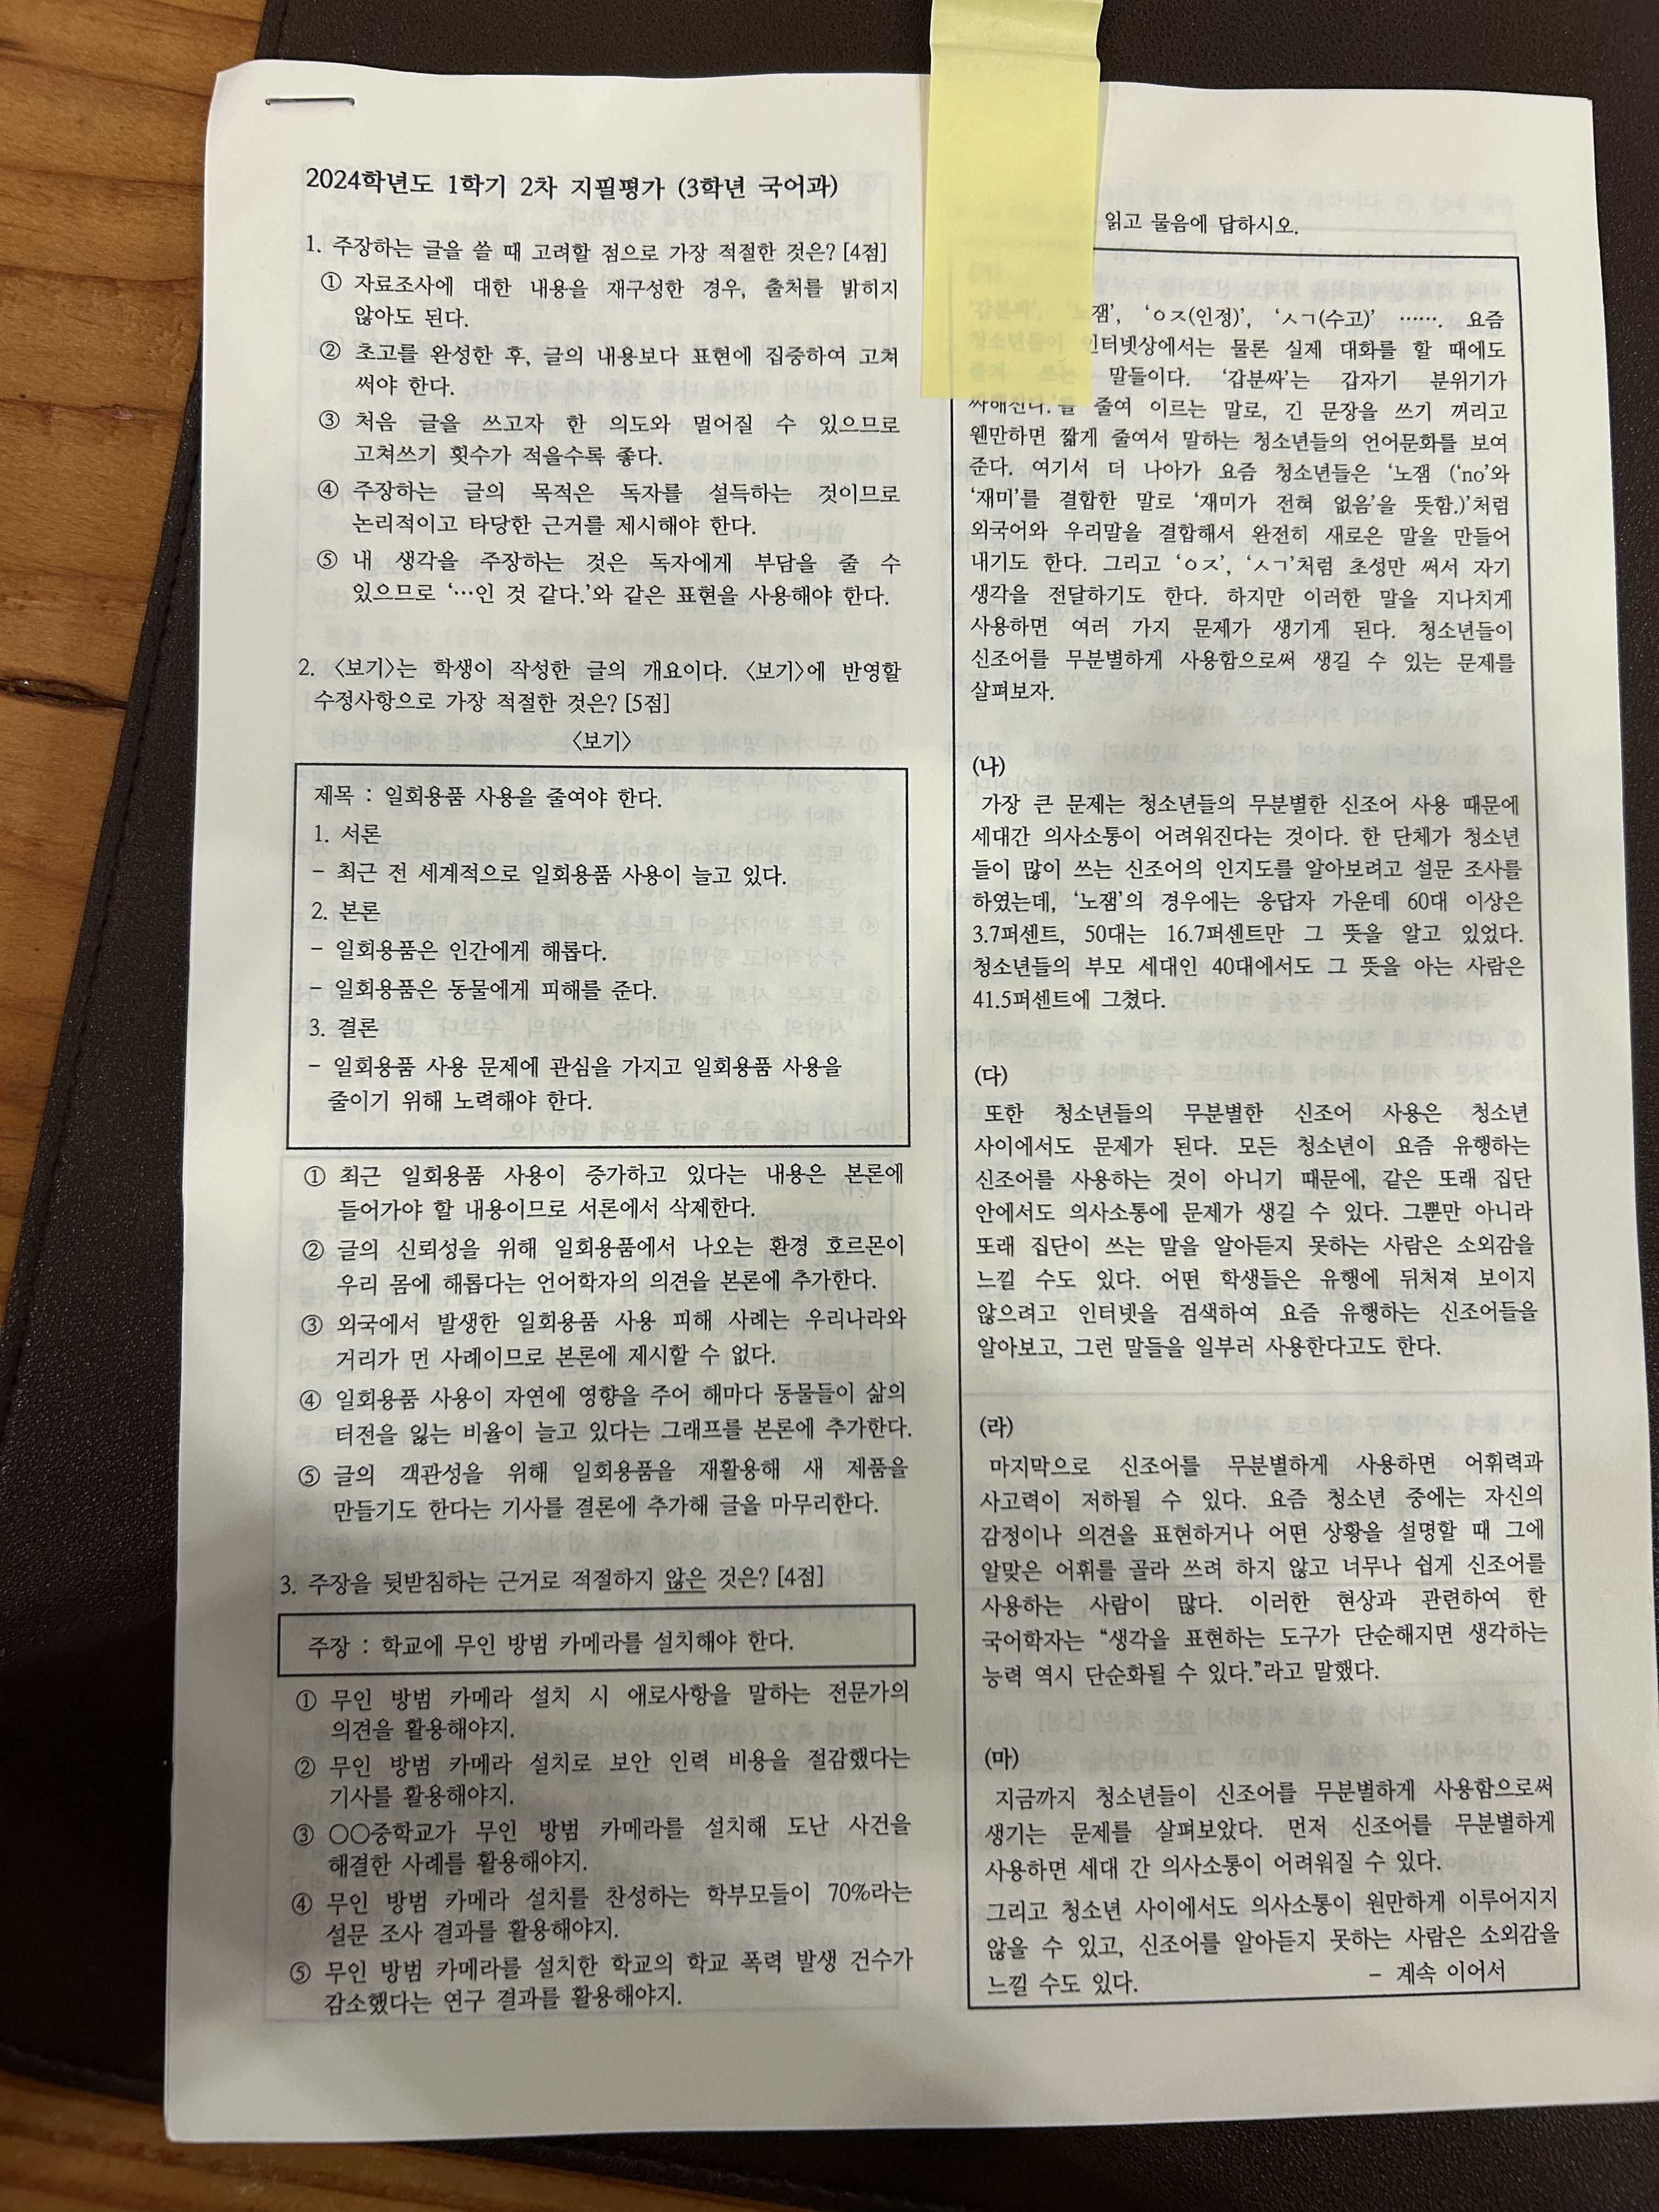 2024학년도 1학기 2차 지필평가 (3학년 국어과)
1. 주장하는 글을 쓸 때 고려할 점으로 가장 적절한 것은? [4점]
① 자료조사에 대한 내용을 재구성한 경우, 출처를 밝히지
않아도 된다.
② 초고를 완성한 후, 글의 내용보다 표현에 집중하여 고쳐
써야 한다.
③ 처음 글을 쓰고자 한 의도와 멀어질 수 있으므로
고쳐쓰기 횟수가 적을수록 좋다.
④ 주장하는 글의 목적은 독자를 설득하는 것이므로
논리적이고 타당한 근거를 제시해야 한다.
⑤ 내 생각을 주장하는 것은 독자에게 부담을 줄 수
있으므로 ‘…인 것 같다.’와 같은 표현을 사용해야 한다.
2. 〈보기〉는 학생이 작성한 글의 개요이다. 〈보기〉에 반영할
수정사항으로 가장 적절한 것은? [5점]
〈보기〉
제목 : 일회용품 사용을 줄여야 한다.
1. 서론
- 최근 전 세계적으로 일회용품 사용이 늘고 있다.
2. 본론
- 일회용품은 인간에게 해롭다.
- 일회용품은 동물에게 피해를 준다.
3. 결론
- 일회용품 사용 문제에 관심을 가지고 일회용품 사용을
줄이기 위해 노력해야 한다.
① 최근 일회용품 사용이 증가하고 있다는 내용은 본론에
들어가야 할 내용이므로 서론에서 삭제한다.
② 글의 신뢰성을 위해 일회용품에서 나오는 환경 호르몬이
우리 몸에 해롭다는 언어학자의 의견을 본론에 추가한다.
③ 외국에서 발생한 일회용품 사용 피해 사례는 우리나라와
거리가 먼 사례이므로 본론에 제시할 수 없다.
④ 일회용품 사용이 자연에 영향을 주어 해마다 동물들이 삶의
터전을 잃는 비율이 늘고 있다는 그래프를 본론에 추가한다.
⑤ 글의 객관성을 위해 일회용품을 재활용해 새 제품을
만들기도 한다는 기사를 결론에 추가해 글을 마무리한다.
3. 주장을 뒷받침하는 근거로 적절하지 않은 것은? [4점]
주장 : 학교에 무인 방범 카메라를 설치해야 한다.
① 무인 방범 카메라 설치 시 애로사항을 말하는 전문가의
의견을 활용해야지.
② 무인 방범 카메라 설치로 보안 인력 비용을 절감했다는
기사를 활용해야지.
③ ○○중학교가 무인 방범 카메라를 설치해 도난 사건을
해결한 사례를 활용해야지.
④ 무인 방범 카메라 설치를 찬성하는 학부모들이 70%라는
설문 조사 결과를 활용해야지.
⑤ 무인 방범 카메라를 설치한 학교의 학교 폭력 발생 건수가
감소했다는 연구 결과를 활용해야지.
읽고 물음에 답하시오.
잼’, ‘ㅇㅈ(인정)’, ‘ㅅㄱ(수고)’ ……. 요즘
인터넷상에서는 물론 실제 대화를 할 때에도
말들이다. ‘갑분싸’는 갑자기 분위기가
싸해진다.’를 줄여 이르는 말로, 긴 문장을 쓰기 꺼리고
웬만하면 짧게 줄여서 말하는 청소년들의 언어문화를 보여
준다. 여기서 더 나아가 요즘 청소년들은 ‘노잼 (‘no’와
‘재미’를 결합한 말로 ‘재미가 전혀 없음’을 뜻함.)’처럼
외국어와 우리말을 결합해서 완전히 새로운 말을 만들어
내기도 한다. 그리고 ‘ㅇㅈ’, ‘ㅅㄱ’처럼 초성만 써서 자기
생각을 전달하기도 한다. 하지만 이러한 말을 지나치게
사용하면 여러 가지 문제가 생기게 된다. 청소년들이
신조어를 무분별하게 사용함으로써 생길 수 있는 문제를
살펴보자.
(나)
가장 큰 문제는 청소년들의 무분별한 신조어 사용 때문에
세대간 의사소통이 어려워진다는 것이다. 한 단체가 청소년
들이 많이 쓰는 신조어의 인지도를 알아보려고 설문 조사를
하였는데, ‘노잼’의 경우에는 응답자 가운데 60대 이상은
3.7퍼센트, 50대는 16.7퍼센트만 그 뜻을 알고 있었다.
청소년들의 부모 세대인 40대에서도 그 뜻을 아는 사람은
41.5퍼센트에 그쳤다.
(다)
또한 청소년들의 무분별한 신조어 사용은 청소년
사이에서도 문제가 된다. 모든 청소년이 요즘 유행하는
신조어를 사용하는 것이 아니기 때문에, 같은 또래 집단
안에서도 의사소통에 문제가 생길 수 있다. 그뿐만 아니라
또래 집단이 쓰는 말을 알아듣지 못하는 사람은 소외감을
느낄 수도 있다. 어떤 학생들은 유행에 뒤처져 보이지
않으려고 인터넷을 검색하여 요즘 유행하는 신조어들을
알아보고, 그런 말들을 일부러 사용한다고도 한다.
(라)
마지막으로 신조어를 무분별하게 사용하면 어휘력과
사고력이 저하될 수 있다. 요즘 청소년 중에는 자신의
감정이나 의견을 표현하거나 어떤 상황을 설명할 때 그에
알맞은 어휘를 골라 쓰려 하지 않고 너무나 쉽게 신조어를
사용하는 사람이 많다. 이러한 현상과 관련하여 한
국어학자는 “생각을 표현하는 도구가 단순해지면 생각하는
능력 역시 단순화될 수 있다.”라고 말했다.
(마)
지금까지 청소년들이 신조어를 무분별하게 사용함으로써
생기는 문제를 살펴보았다. 먼저 신조어를 무분별하게
사용하면 세대 간 의사소통이 어려워질 수 있다.
그리고 청소년 사이에서도 의사소통이 원만하게 이루어지지
않을 수 있고, 신조어를 알아듣지 못하는 사람은 소외감을
느낄 수도 있다. - 계속 이어서